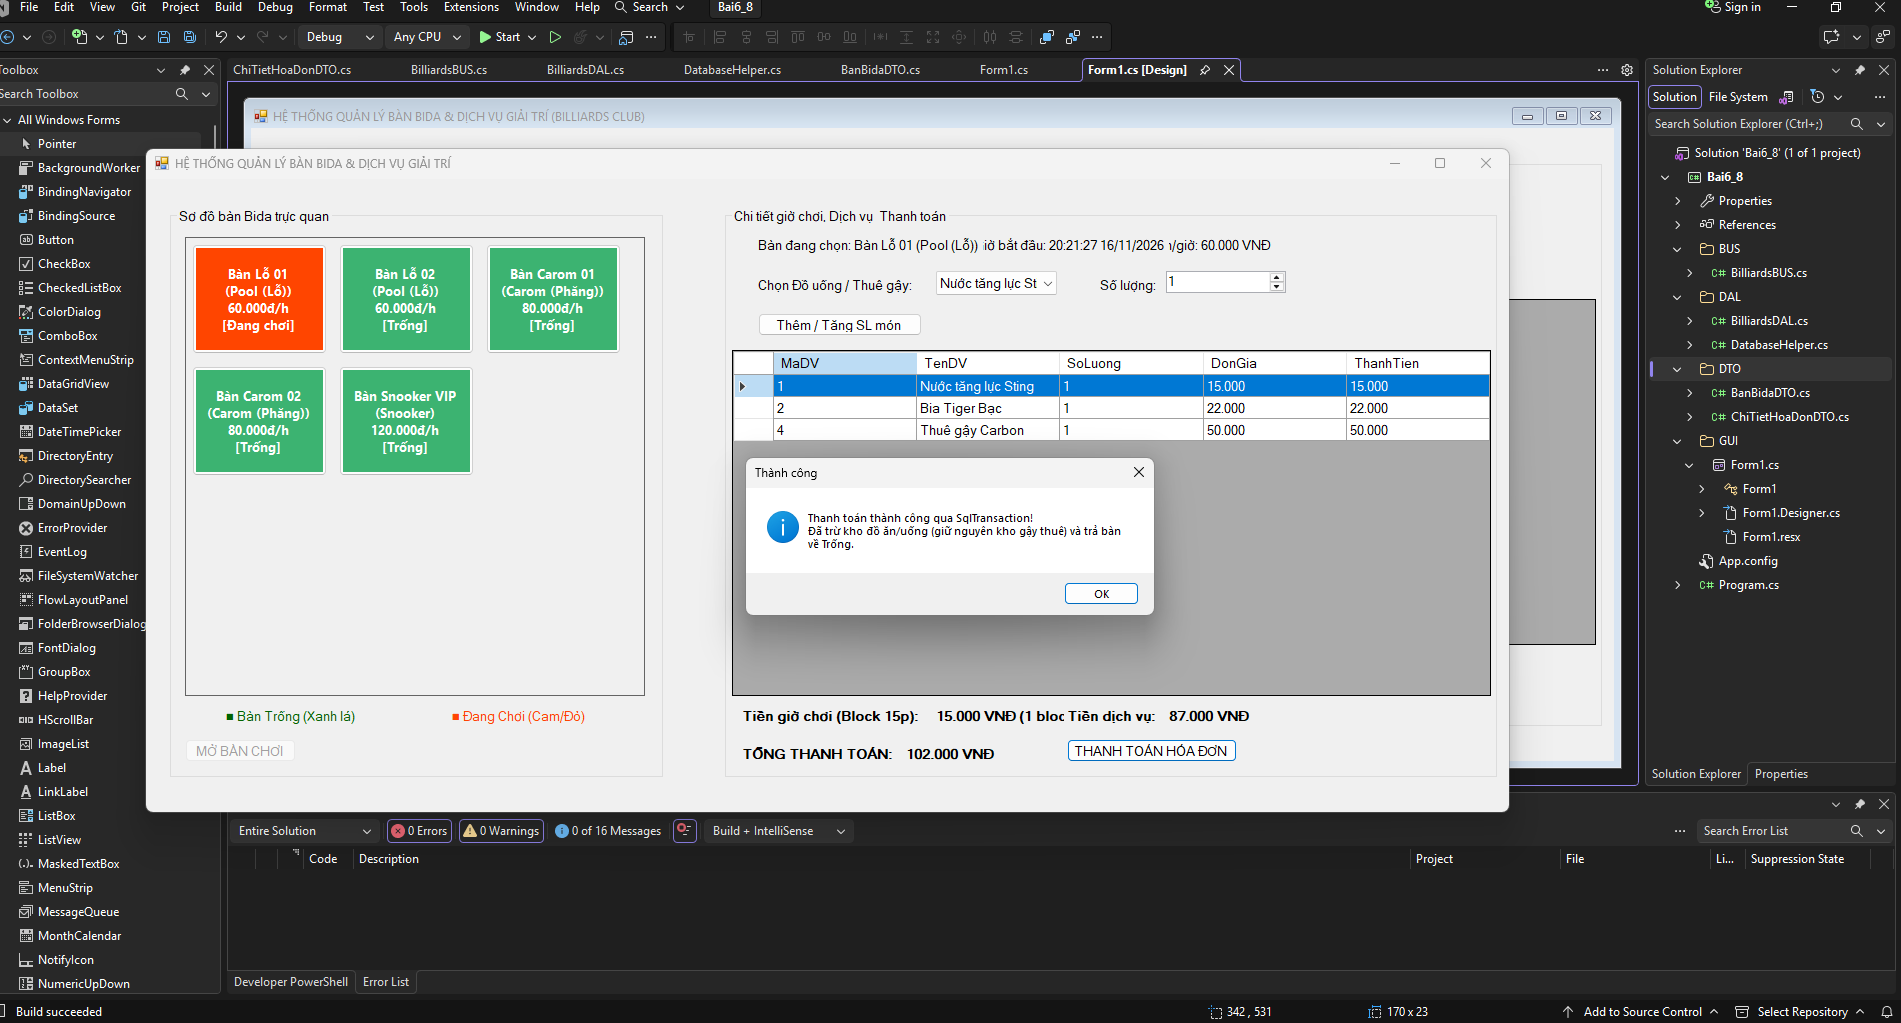 File Edit View Git Project Build Debug Format Test Tools Extensions Window Help Search Bai6_8 Sign in
Debug Any CPU Start
Toolbox
Search Toolbox
All Windows Forms
Pointer
BackgroundWorker
BindingNavigator
BindingSource
Button
CheckBox
CheckedListBox
ColorDialog
ComboBox
ContextMenuStrip
DataGridView
DataSet
DateTimePicker
DirectoryEntry
DirectorySearcher
DomainUpDown
ErrorProvider
EventLog
FileSystemWatcher
FlowLayoutPanel
FolderBrowserDialog
FontDialog
GroupBox
HelpProvider
HScrollBar
ImageList
Label
LinkLabel
ListBox
ListView
MaskedTextBox
MenuStrip
MessageQueue
MonthCalendar
NotifyIcon
NumericUpDown
ChiTietHoaDonDTO.cs BilliardsBUS.cs BilliardsDAL.cs DatabaseHelper.cs BanBidaDTO.cs Form1.cs Form1.cs [Design]
HỆ THỐNG QUẢN LÝ BÀN BIDA & DỊCH VỤ GIẢI TRÍ (BILLIARDS CLUB)
HỆ THỐNG QUẢN LÝ BÀN BIDA & DỊCH VỤ GIẢI TRÍ
Sơ đồ bàn Bida trực quan
Bàn Lỗ 01
(Pool (Lỗ))
60.000đ/h
[Đang chơi]
Bàn Lỗ 02
(Pool (Lỗ))
60.000đ/h
[Trống]
Bàn Carom 01
(Carom (Phăng))
80.000đ/h
[Trống]
Bàn Carom 02
(Carom (Phăng))
80.000đ/h
[Trống]
Bàn Snooker VIP
(Snooker)
120.000đ/h
[Trống]
■ Bàn Trống (Xanh lá)
■ Đang Chơi (Cam/Đỏ)
MỞ BÀN CHƠI
Chi tiết giờ chơi, Dịch vụ Thanh toán
Bàn đang chọn: Bàn Lỗ 01 (Pool (Lỗ)) iờ bắt đầu: 20:21:27 16/11/2026 ı/giờ: 60.000 VNĐ
Chọn Đồ uống / Thuê gậy: Nước tăng lực St Số lượng: 1
Thêm / Tăng SL món
MaDV TenDV SoLuong DonGia ThanhTien
1 Nước tăng lực Sting 1 15.000 15.000
2 Bia Tiger Bạc 1 22.000 22.000
4 Thuê gậy Carbon 1 50.000 50.000
Thành công
Thanh toán thành công qua SqlTransaction!
Đã trừ kho đồ ăn/uống (giữ nguyên kho gậy thuê) và trả bàn
về Trống.
OK
Tiền giờ chơi (Block 15p): 15.000 VNĐ (1 bloc Tiền dịch vụ: 87.000 VNĐ
TỔNG THANH TOÁN: 102.000 VNĐ THANH TOÁN HÓA ĐƠN
Solution Explorer
Solution File System
Search Solution Explorer (Ctrl+;)
Solution 'Bai6_8' (1 of 1 project)
Bai6_8
Properties
References
BUS
BilliardsBUS.cs
DAL
BilliardsDAL.cs
DatabaseHelper.cs
DTO
BanBidaDTO.cs
ChiTietHoaDonDTO.cs
GUI
Form1.cs
Form1
Form1.Designer.cs
Form1.resx
App.config
Program.cs
Solution Explorer Properties
Entire Solution 0 Errors 0 Warnings 0 of 16 Messages Build + IntelliSense Search Error List
Code Description Project File Li... Suppression State
Developer PowerShell Error List
Build succeeded 342 , 531 170 x 23 Add to Source Control Select Repository